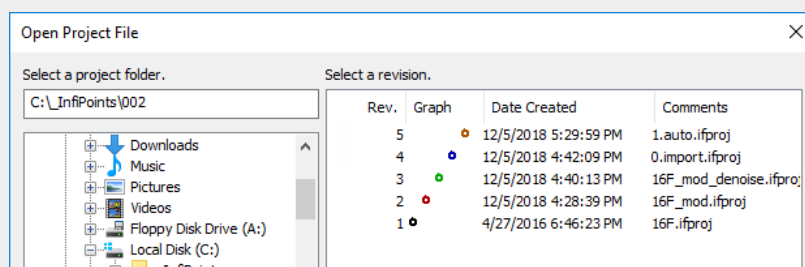 Open Project File
Select a project folder.
C:\_InfiPoints\002
Downloads
Music
Pictures
Videos
Floppy Disk Drive (A:)
Local Disk (C:)
Select a revision.
Rev. Graph Date Created Comments
5 12/5/2018 5:29:59 PM 1.auto.ifproj
4 12/5/2018 4:42:09 PM 0.import.ifproj
3 12/5/2018 4:40:13 PM 16F_mod_denoise.ifproj
2 12/5/2018 4:28:39 PM 16F_mod.ifproj
1 4/27/2016 6:46:23 PM 16F.ifproj